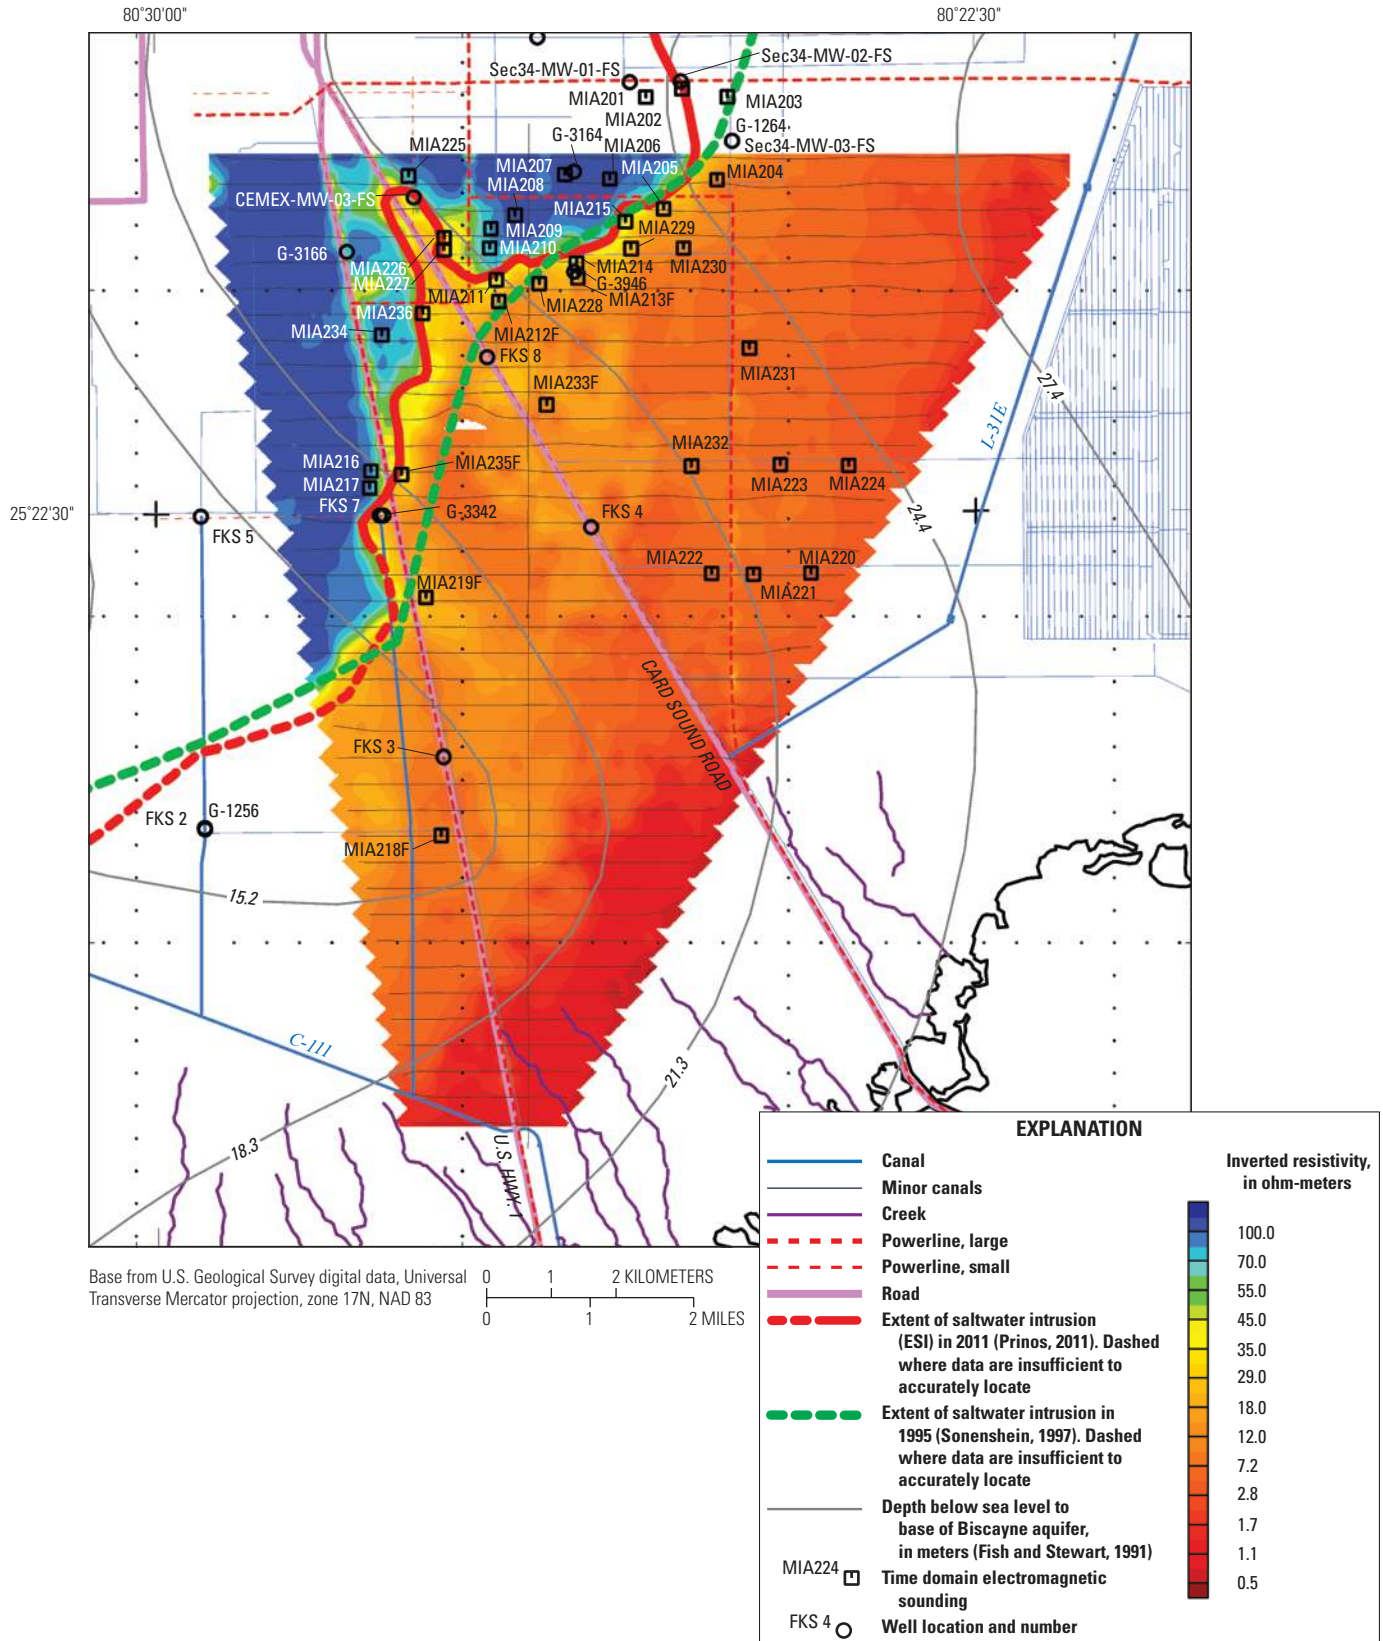 80°30'00"
80°22'30"
Sec34-MW-02-FS
Sec34-MW-01-FS
MIA201
MIA203
MIA202
G-1264
G-3164
Sec34-MW-03-FS
MIA206
MIA225
MIA207
MIA205
MIA204
MIA208
CEMEX-MW-03-FS
MIA215
MIA209
MIA229
MIA210
G-3166
MIA226
MIA214
MIA230
MIA227
G-3946
MIA211
MIA213F
MIA228
MIA236
MIA234
MIA212F
FKS 8
MIA231
MIA233F
27.4
L-31E
MIA232
MIA216
MIA235F
MIA217
MIA223
MIA224
FKS 7
G-3342
25°22'30"
FKS 4
24.4
FKS 5
MIA222
MIA220
MIA219F
MIA221
CARD SOUND ROAD
FKS 3
G-1256
FKS 2
MIA218F
15.2
C-111
21.3
18.3
U.S. HWY. 1
Base from U.S. Geological Survey digital data, Universal
Transverse Mercator projection, zone 17N, NAD 83
0 1 2 KILOMETERS
0 1 2 MILES
EXPLANATION
Canal
Minor canals
Creek
Powerline, large
Powerline, small
Road
Extent of saltwater intrusion
(ESI) in 2011 (Prinos, 2011). Dashed
where data are insufficient to
accurately locate
Extent of saltwater intrusion in
1995 (Sonenshein, 1997). Dashed
where data are insufficient to
accurately locate
Depth below sea level to
base of Biscayne aquifer,
in meters (Fish and Stewart, 1991)
MIA224
Time domain electromagnetic
sounding
FKS 4
Well location and number
Inverted resistivity,
in ohm-meters
100.0
70.0
55.0
45.0
35.0
29.0
18.0
12.0
7.2
2.8
1.7
1.1
0.5